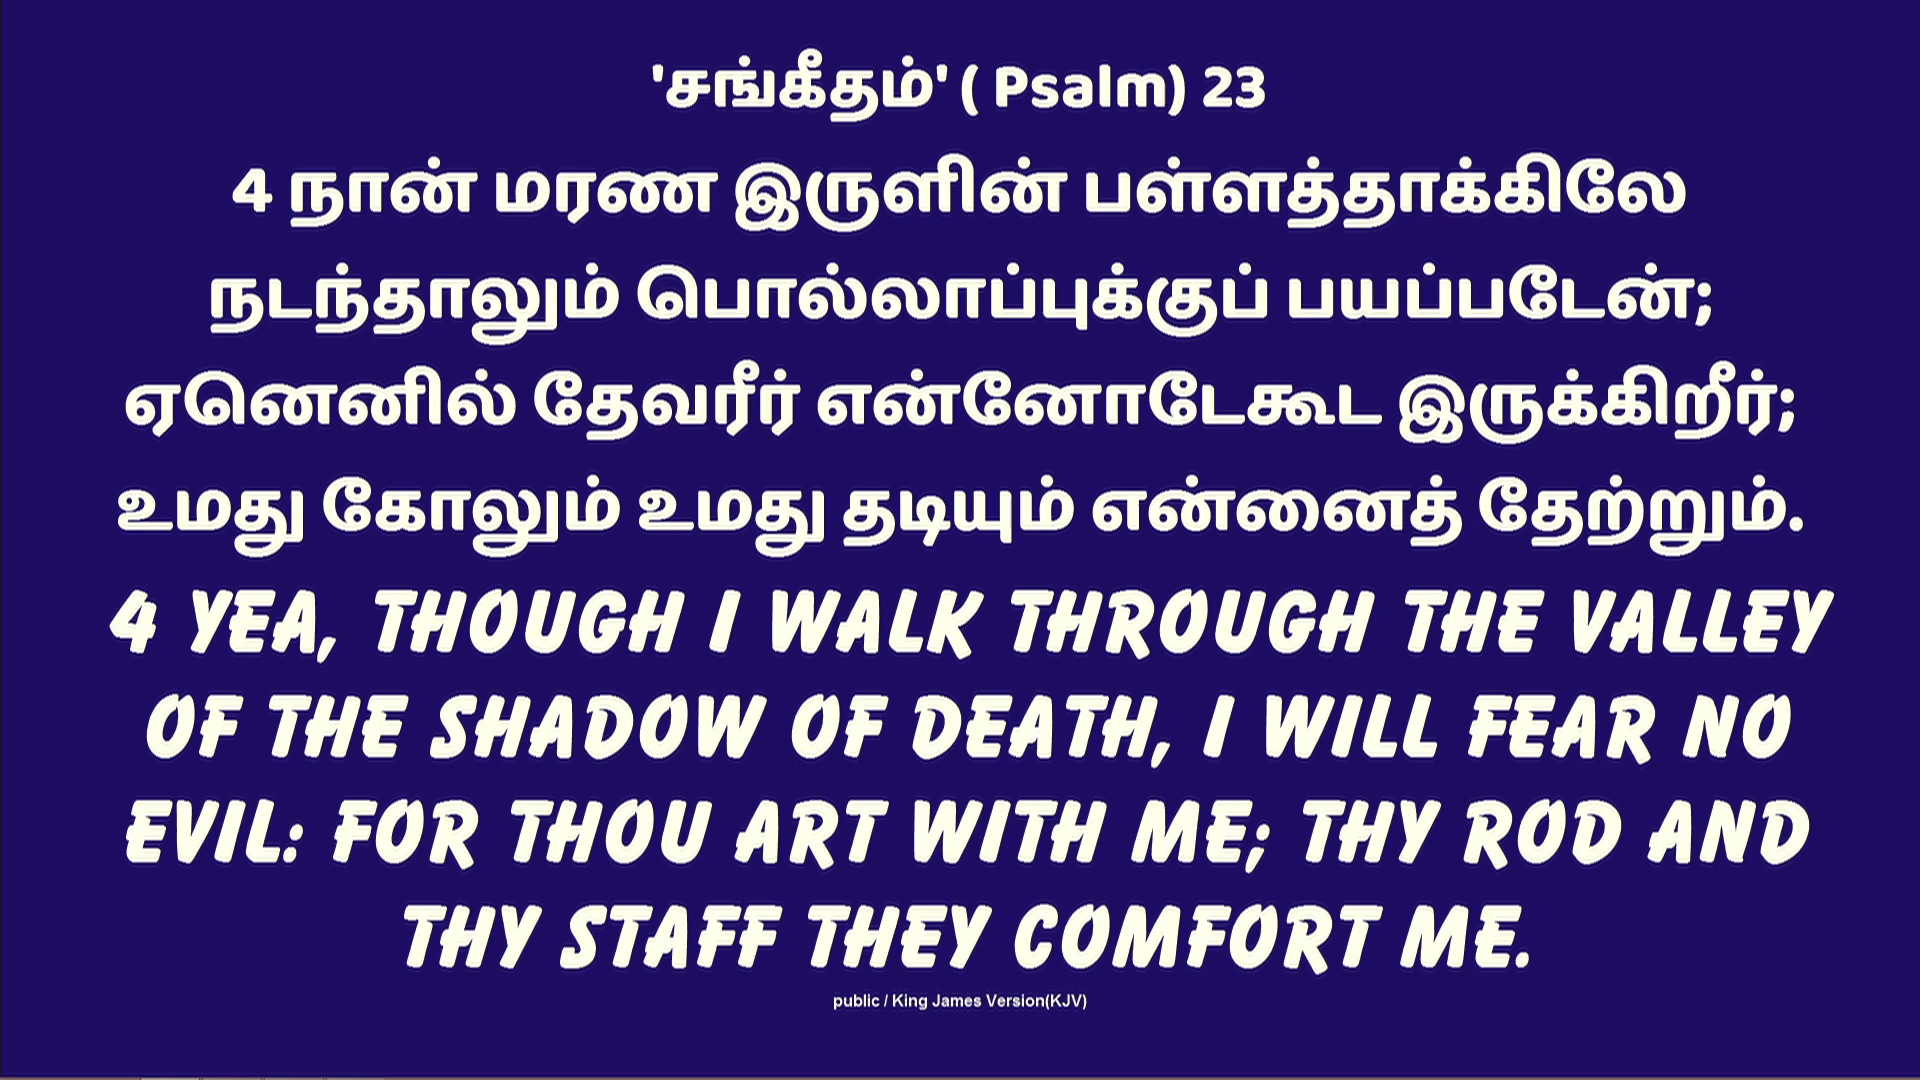 'சங்கீதம்' ( Psalm) 23
4 நான் மரண இருளின் பள்ளத்தாக்கிலே
நடந்தாலும் பொல்லாப்புக்குப் பயப்படேன்;
ஏனெனில் தேவரீர் என்னோடேகூட இருக்கிறீர்;
உமது கோலும் உமது தடியும் என்னைத் தேற்றும்.
4 YEA, THOUGH I WALK THROUGH THE VALLEY
OF THE SHADOW OF DEATH, I WILL FEAR NO
EVIL: FOR THOU ART WITH ME; THY ROD AND
THY STAFF THEY COMFORT ME.
public / King James Version(KJV)